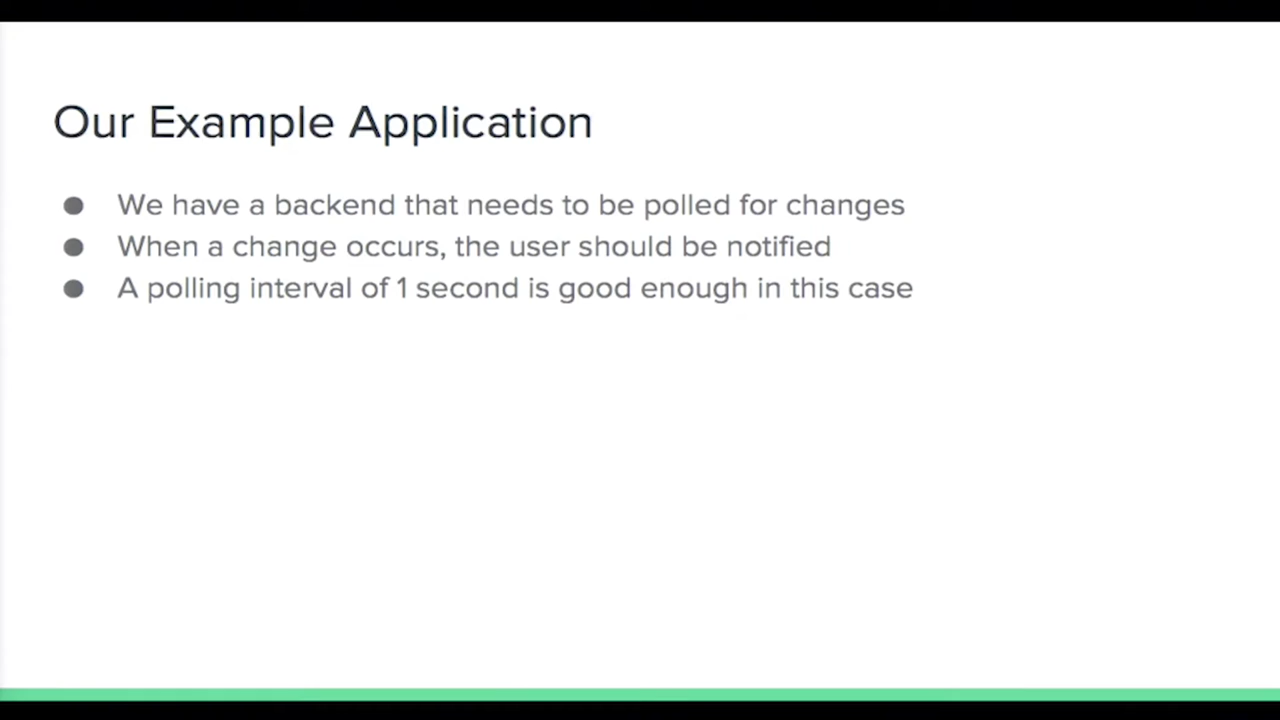 Our Example Application
● We have a backend that needs to be polled for changes
● When a change occurs, the user should be notified
● A polling interval of 1 second is good enough in this case